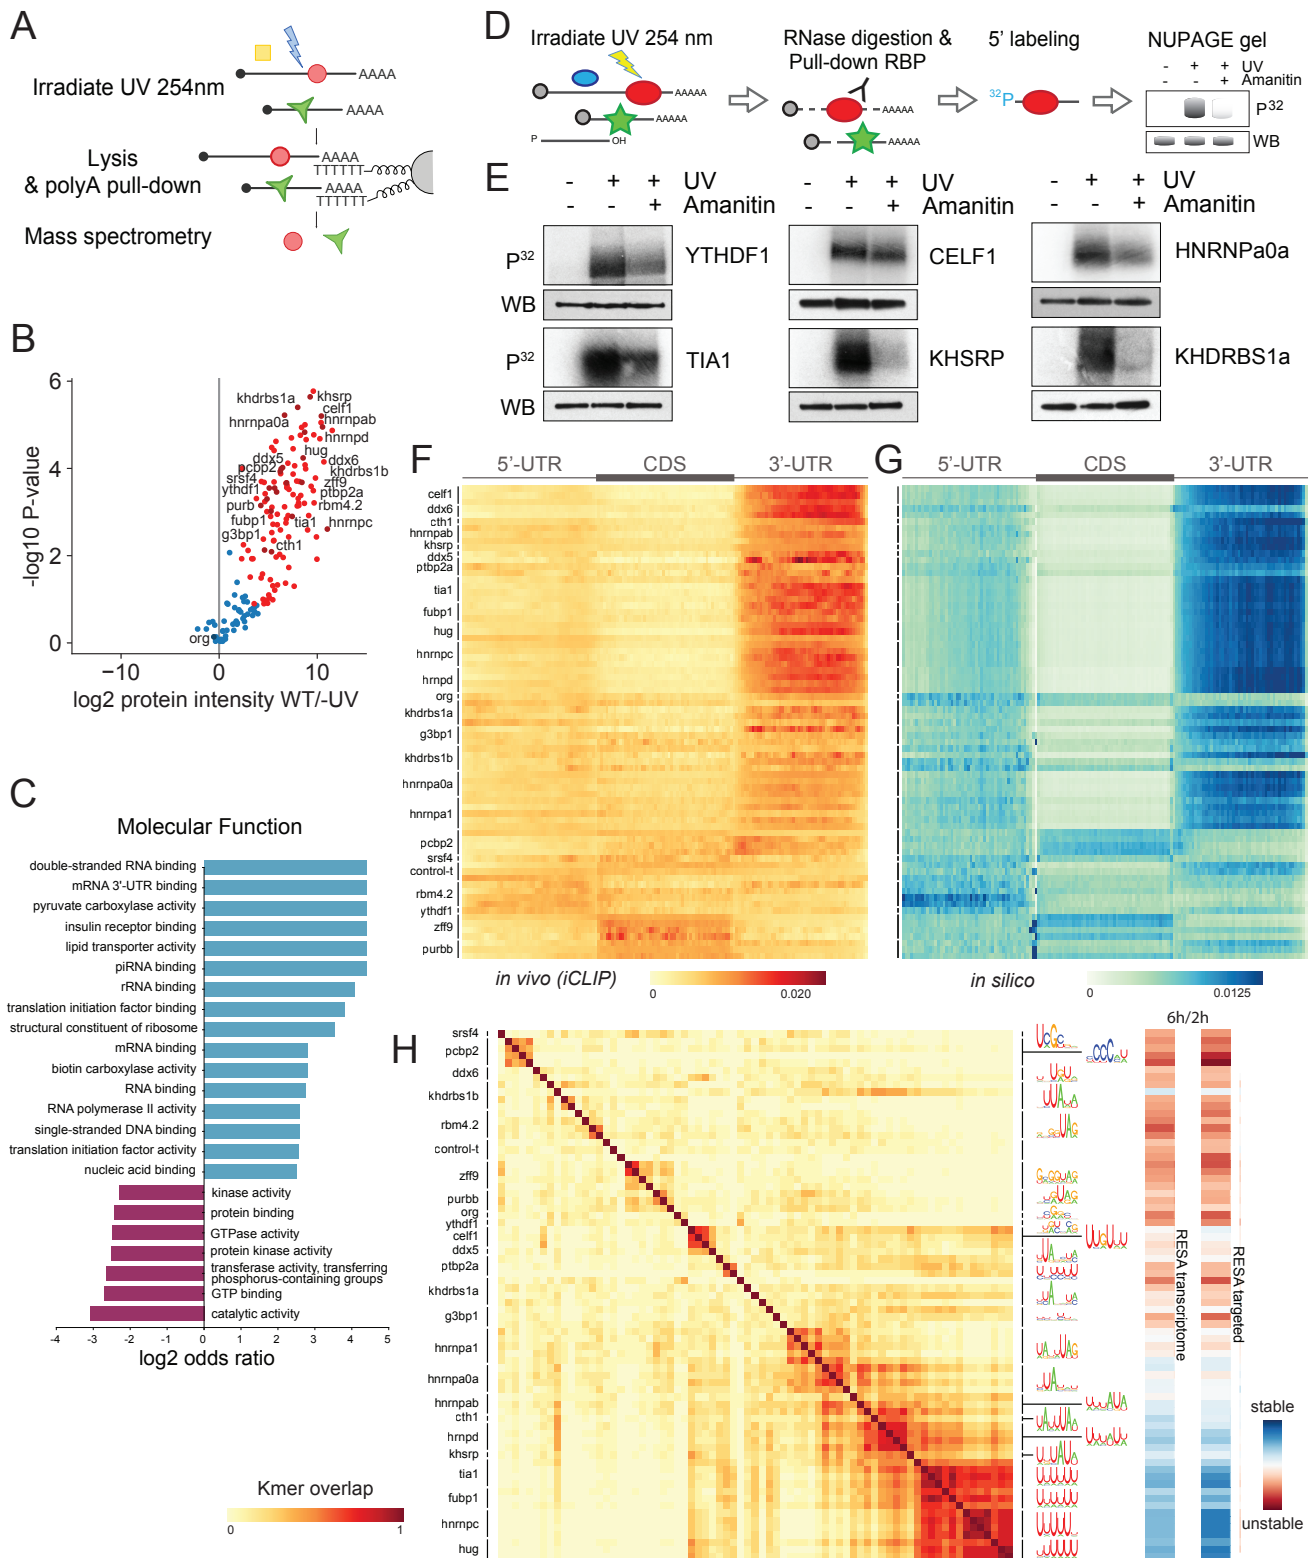 A
Irradiate UV 254nm
AAAA
AAAA
Lysis
& polyA pull-down
AAAA
TTTTTT
AAAA
TTTTTT
Mass spectrometry
B
-log10 P-value
6
4
2
0
khdrbs1a
khsrp
celf1
hnrnpa0a
hnrnpab
hnrnpd
hug
ddx5
ddx6
pcbp2
khdrbs1b
srsf4
zff9
ythdf1
ptbp2a
purb
rbm4.2
fubp1
tia1
hnrnpc
g3bp1
cth1
org
−10
0
10
log2 protein intensity WT/-UV
C
Molecular Function
double-stranded RNA binding
mRNA 3'-UTR binding
pyruvate carboxylase activity
insulin receptor binding
lipid transporter activity
piRNA binding
rRNA binding
translation initiation factor binding
structural constituent of ribosome
mRNA binding
biotin carboxylase activity
RNA binding
RNA polymerase II activity
single-stranded DNA binding
translation initiation factor activity
nucleic acid binding
kinase activity
protein binding
GTPase activity
protein kinase activity
transferase activity, transferring
phosphorus-containing groups
GTP binding
catalytic activity
-4 -3 -2 -1 0 1 2 3 4 5
log2 odds ratio
D
Irradiate UV 254 nm
AAAAA
AAAAA
P
OH
RNase digestion &
Pull-down RBP
AAAAA
AAAAA
5’ labeling
32P
NUPAGE gel
- + + UV
- - + Amanitin
P32
WB
E
- + + UV
- - + Amanitin
P32 YTHDF1
WB
P32 TIA1
WB
- + + UV
- - + Amanitin
CELF1
KHSRP
- + + UV
- - + Amanitin
HNRNPa0a
KHDRBS1a
F
5'-UTR CDS 3'-UTR
celf1
ddx6
cth1
hnrnpab
khsrp
ddx5
ptbp2a
tia1
fubp1
hug
hnrnpc
hrnpd
org
khdrbs1a
g3bp1
khdrbs1b
hnrnpa0a
hnrnpa1
pcbp2
srsf4
control-t
rbm4.2
ythdf1
zff9
purbb
in vivo (iCLIP)
0 0.020
G
5'-UTR CDS 3'-UTR
in silico
0 0.0125
H
srsf4
pcbp2
ddx6
khdrbs1b
rbm4.2
control-t
zff9
purbb
org
ythdf1
celf1
ddx5
ptbp2a
khdrbs1a
g3bp1
hnrnpa1
hnrnpa0a
hnrnpab
cth1
hrnpd
khsrp
tia1
fubp1
hnrnpc
hug
Kmer overlap
0 1
6h/2h
RESA transcriptome
RESA targeted
stable
unstable